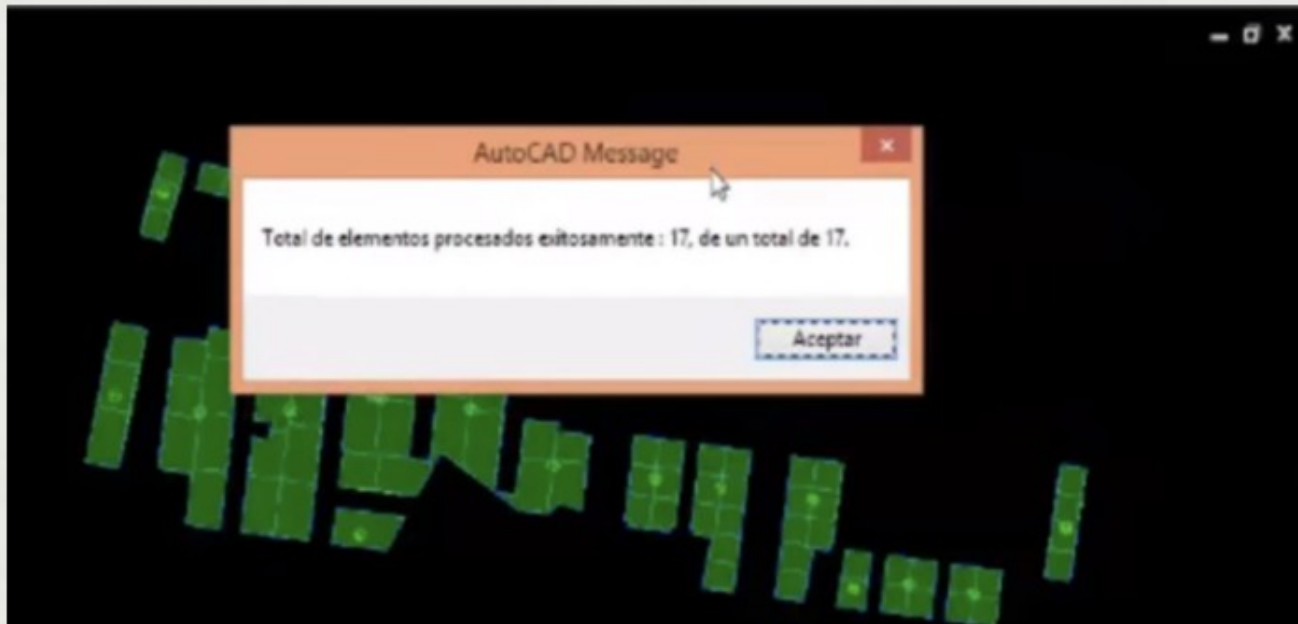 AutoCAD Message
Total de elementos procesados exitosamente : 17, de un total de 17.
Aceptar